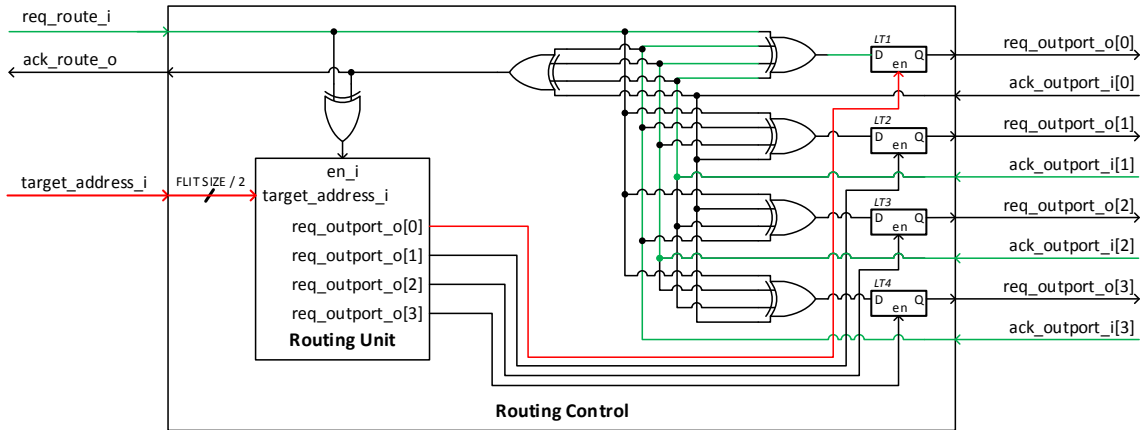 req_route_i
ack_route_o
target_address_i
FLIT SIZE / 2
en_i
target_address_i
req_outport_o[0]
req_outport_o[1]
req_outport_o[2]
req_outport_o[3]
Routing Unit
LT1
D
Q
en
LT2
D
Q
en
LT3
D
Q
en
LT4
D
Q
en
req_outport_o[0]
ack_outport_i[0]
req_outport_o[1]
ack_outport_i[1]
req_outport_o[2]
ack_outport_i[2]
req_outport_o[3]
ack_outport_i[3]
Routing Control